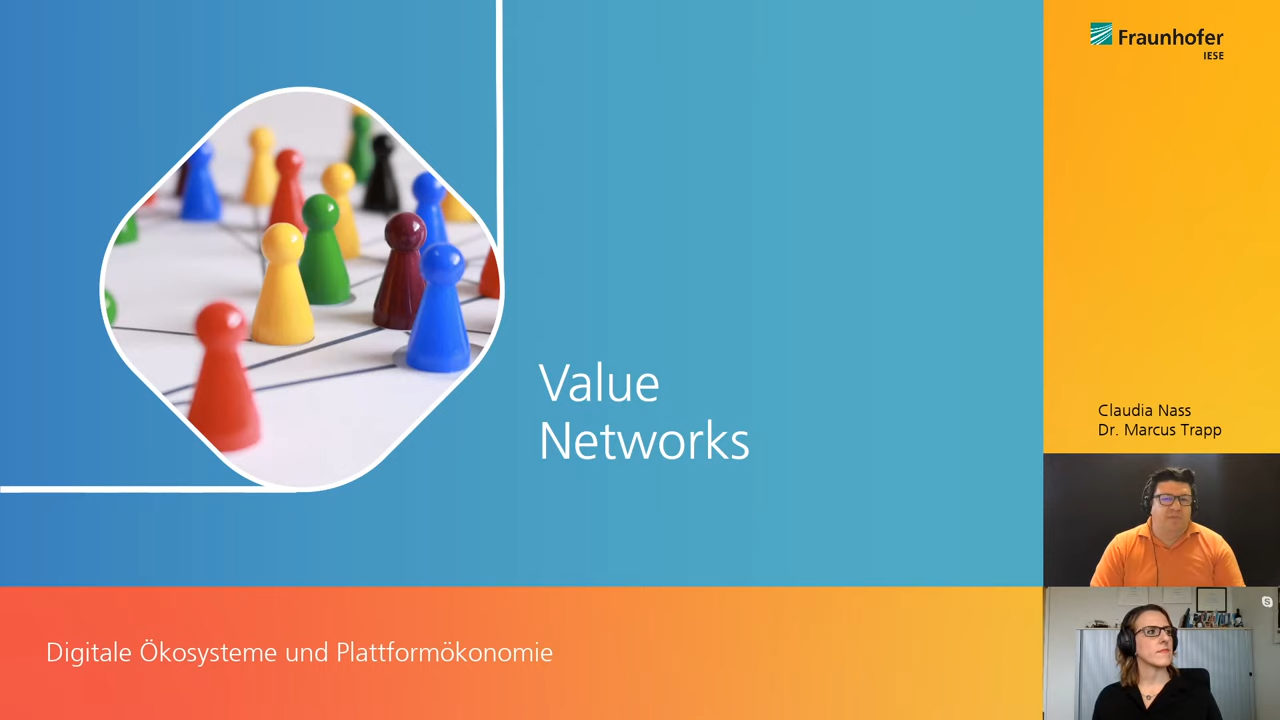 Fraunhofer
IESE
Value
Networks
Claudia Nass
Dr. Marcus Trapp
Digitale Ökosysteme und Plattformökonomie